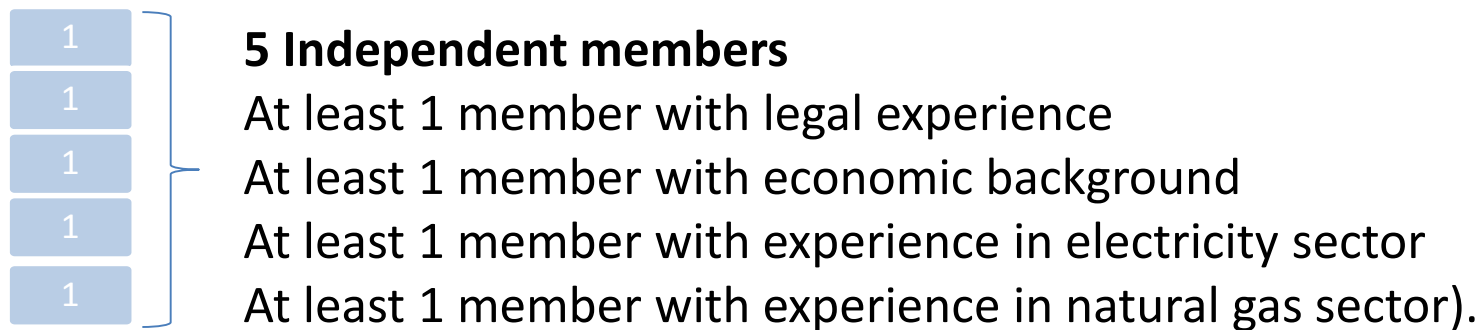 1
1
1
1
1
5 Independent members
At least 1 member with legal experience
At least 1 member with economic background
At least 1 member with experience in electricity sector
At least 1 member with experience in natural gas sector).